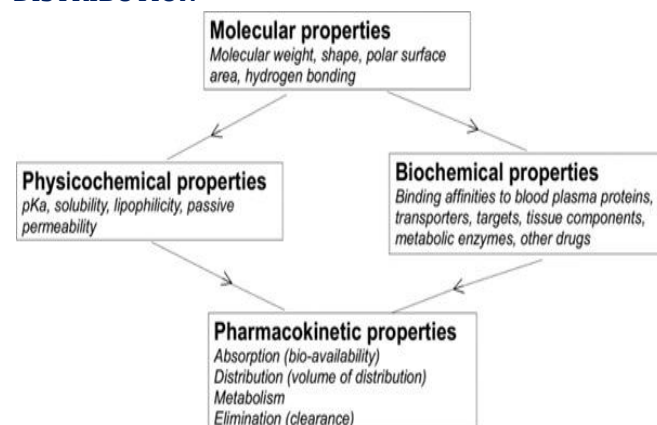 Molecular properties
Molecular weight, shape, polar surface
area, hydrogen bonding
Physicochemical properties
pKa, solubility, lipophilicity, passive
permeability
Biochemical properties
Binding affinities to blood plasma proteins,
transporters, targets, tissue components,
metabolic enzymes, other drugs
Pharmacokinetic properties
Absorption (bio-availability)
Distribution (volume of distribution)
Metabolism
Elimination (clearance)